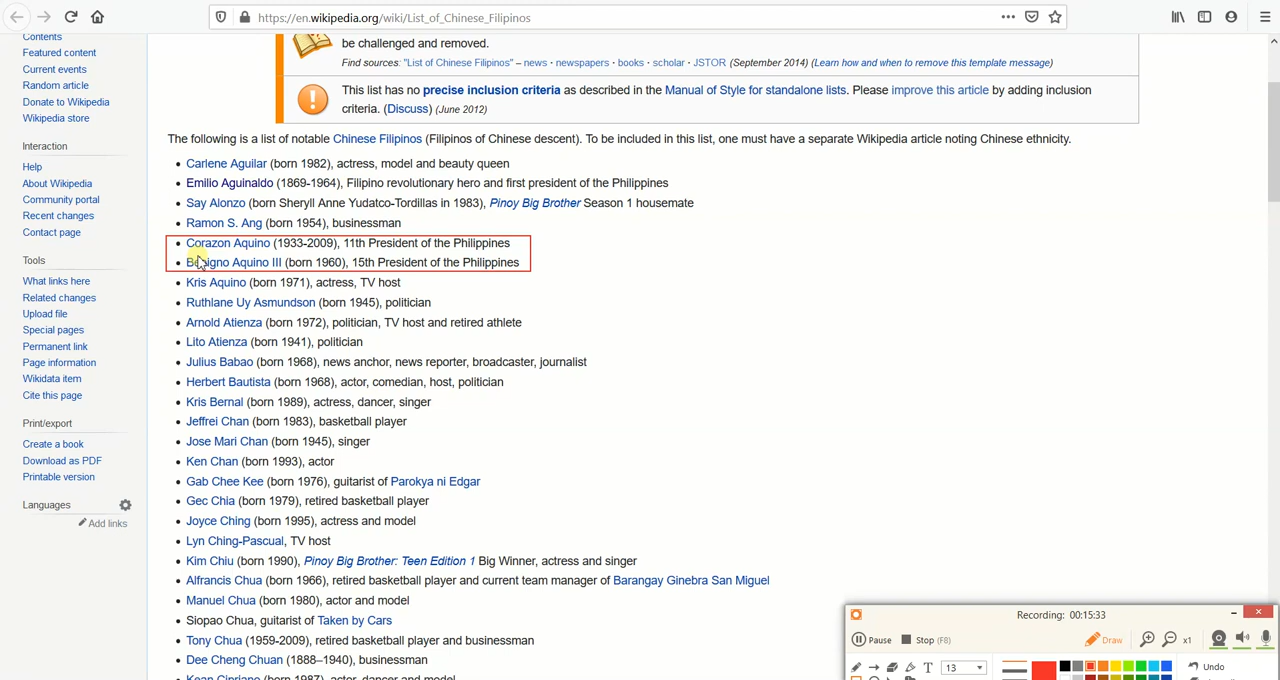 https://en.wikipedia.org/wiki/List_of_Chinese_Filipinos
Contents
Featured content
Current events
Random article
Donate to Wikipedia
Wikipedia store
Interaction
Help
About Wikipedia
Community portal
Recent changes
Contact page
Tools
What links here
Related changes
Upload file
Special pages
Permanent link
Page information
Wikidata item
Cite this page
Print/export
Create a book
Download as PDF
Printable version
Languages
Add links
be challenged and removed.
Find sources: "List of Chinese Filipinos" – news · newspapers · books · scholar · JSTOR (September 2014) (Learn how and when to remove this template message)
This list has no precise inclusion criteria as described in the Manual of Style for standalone lists. Please improve this article by adding inclusion
criteria. (Discuss) (June 2012)
The following is a list of notable Chinese Filipinos (Filipinos of Chinese descent). To be included in this list, one must have a separate Wikipedia article noting Chinese ethnicity.
• Carlene Aguilar (born 1982), actress, model and beauty queen
• Emilio Aguinaldo (1869-1964), Filipino revolutionary hero and first president of the Philippines
• Say Alonzo (born Sheryll Anne Yudatco-Tordillas in 1983), Pinoy Big Brother Season 1 housemate
• Ramon S. Ang (born 1954), businessman
• Corazon Aquino (1933-2009), 11th President of the Philippines
• Benigno Aquino III (born 1960), 15th President of the Philippines
• Kris Aquino (born 1971), actress, TV host
• Ruthlane Uy Asmundson (born 1945), politician
• Arnold Atienza (born 1972), politician, TV host and retired athlete
• Lito Atienza (born 1941), politician
• Julius Babao (born 1968), news anchor, news reporter, broadcaster, journalist
• Herbert Bautista (born 1968), actor, comedian, host, politician
• Kris Bernal (born 1989), actress, dancer, singer
• Jeffrei Chan (born 1983), basketball player
• Jose Mari Chan (born 1945), singer
• Ken Chan (born 1993), actor
• Gab Chee Kee (born 1976), guitarist of Parokya ni Edgar
• Gec Chia (born 1979), retired basketball player
• Joyce Ching (born 1995), actress and model
• Lyn Ching-Pascual, TV host
• Kim Chiu (born 1990), Pinoy Big Brother: Teen Edition 1 Big Winner, actress and singer
• Alfrancis Chua (born 1966), retired basketball player and current team manager of Barangay Ginebra San Miguel
• Manuel Chua (born 1980), actor and model
• Siopao Chua, guitarist of Taken by Cars
• Tony Chua (1959-2009), retired basketball player and businessman
• Dee Cheng Chuan (1888–1940), businessman
• Kean Cipriano (born 1987), actor, dancer and model
Recording: 00:15:33
Pause Stop (F8) Draw x1
T 13 Undo